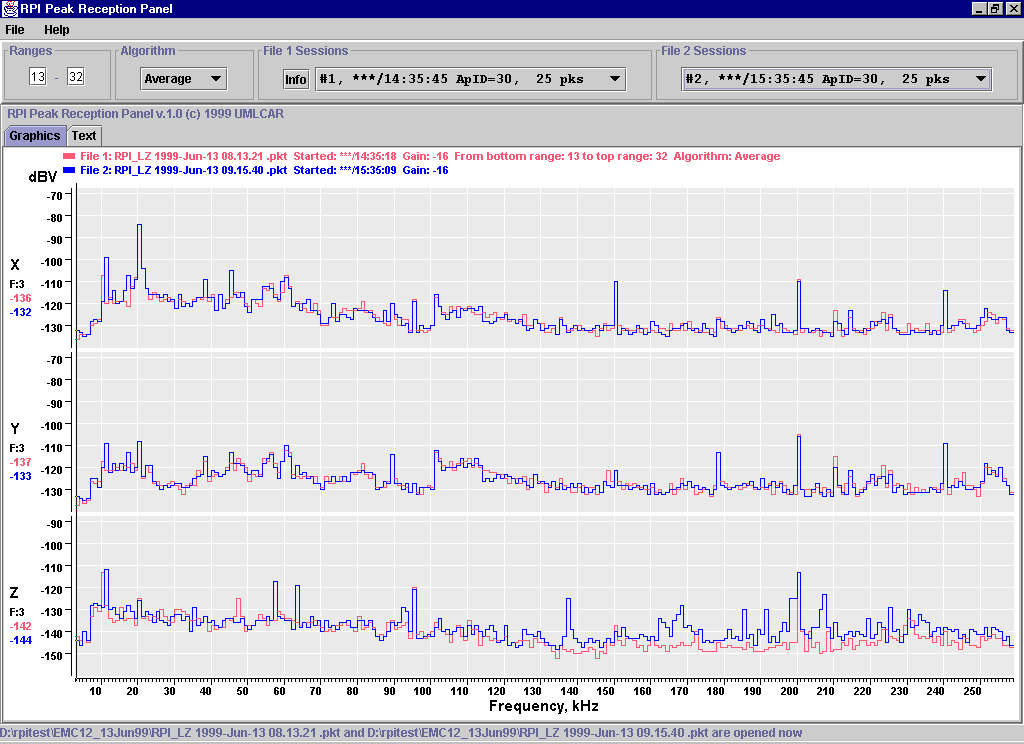 RPI Peak Reception Panel
File Help
Ranges Algorithm File 1 Sessions File 2 Sessions
13 - 32 Average Info #1, ***/14:35:45 ApID=30, 25 pks #2, ***/15:35:45 ApID=30, 25 pks
RPI Peak Reception Panel v.1.0 (c) 1999 UMLCAR
Graphics Text
File 1: RPI_LZ 1999-Jun-13 08.13.21 .pkt Started: ***/14:35:18 Gain: -16 From bottom range: 13 to top range: 32 Algorithm: Average
File 2: RPI_LZ 1999-Jun-13 09.15.40 .pkt Started: ***/15:35:09 Gain: -16
dBV
-70
-80
-90
X -100
F:3 -110
-136
-132 -120
-130
-70
-80
-90
Y -100
F:3 -110
-137
-133 -120
-130
-90
-100
-110
Z -120
F:3 -130
-142
-144 -140
-150
10 20 30 40 50 60 70 80 90 100 110 120 130 140 150 160 170 180 190 200 210 220 230 240 250
Frequency, kHz
D:\rpitest\EMC12_13Jun99\RPI_LZ 1999-Jun-13 08.13.21 .pkt and D:\rpitest\EMC12_13Jun99\RPI_LZ 1999-Jun-13 09.15.40 .pkt are opened now